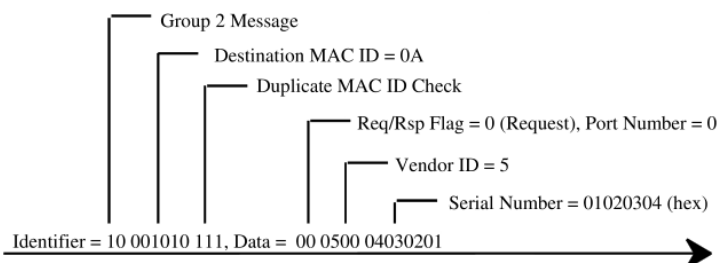 Group 2 Message
Destination MAC ID = 0A
Duplicate MAC ID Check
Req/Rsp Flag = 0 (Request), Port Number = 0
Vendor ID = 5
Serial Number = 01020304 (hex)
Identifier = 10 001010 111, Data = 00 0500 04030201